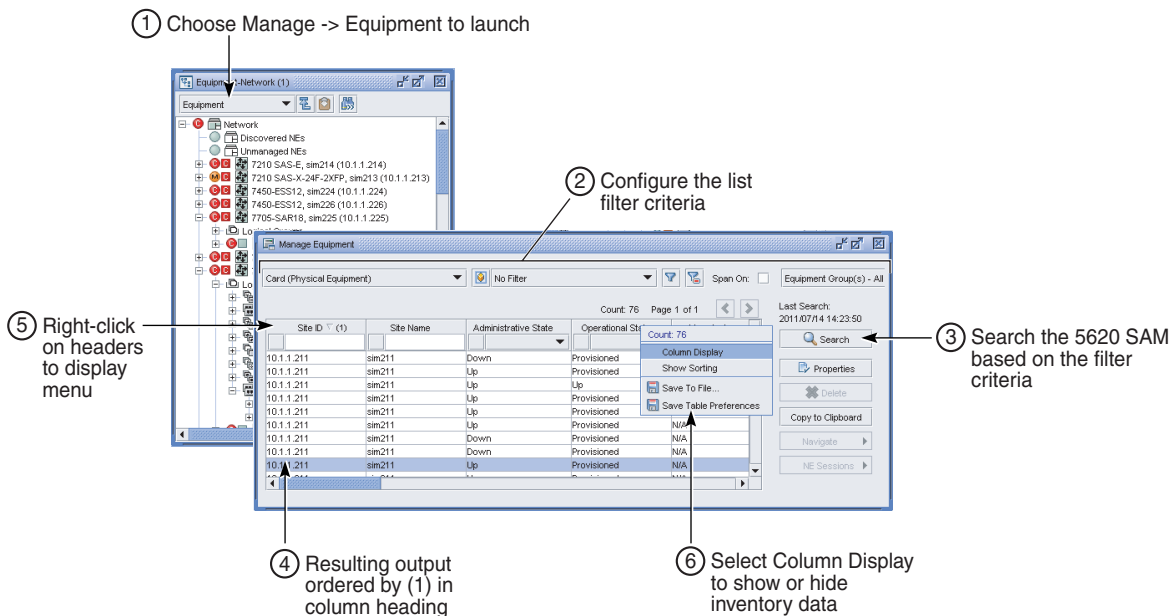 1 Choose Manage -> Equipment to launch
Equipment-Network (1)
Equipment
Network
Discovered NEs
Unmanaged NEs
7210 SAS-E, sim214 (10.1.1.214)
7210 SAS-X-24F-2XFP, sim213 (10.1.1.213)
7450-ESS12, sim224 (10.1.1.224)
7450-ESS12, sim226 (10.1.1.226)
7705-SAR18, sim225 (10.1.1.225)
2 Configure the list
filter criteria
Manage Equipment
Card (Physical Equipment) No Filter Span On: Equipment Group(s) - All
Count: 76 Page 1 of 1
Last Search:
2011/07/14 14:23:50
Site ID (1) Site Name Administrative State Operational Sta
10.1.1.211 sim211 Down Provisioned
10.1.1.211 sim211 Up Provisioned
10.1.1.211 sim211 Up Up
10.1.1.211 sim211 Up Provisioned
10.1.1.211 sim211 Up Provisioned
10.1.1.211 sim211 Up Provisioned N/A
10.1.1.211 sim211 Down Provisioned N/A
10.1.1.211 sim211 Down Provisioned N/A
10.1.1.211 sim211 Up Provisioned N/A
Count: 76
Column Display
Show Sorting
Save To File...
Save Table Preferences
Search
Properties
Delete
Copy to Clipboard
Navigate
NE Sessions
3 Search the 5620 SAM
based on the filter
criteria
5 Right-click
on headers
to display
menu
4 Resulting output
ordered by (1) in
column heading
6 Select Column Display
to show or hide
inventory data